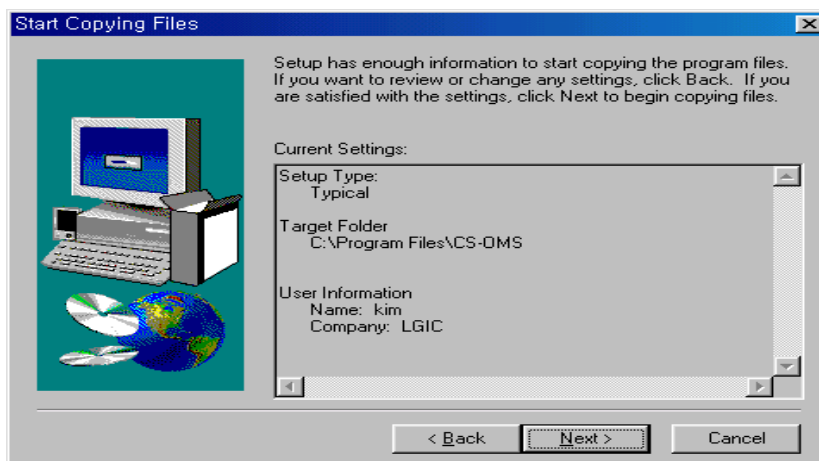 Start Copying Files
Setup has enough information to start copying the program files.
If you want to review or change any settings, click Back. If you
are satisfied with the settings, click Next to begin copying files.
Current Settings:
Setup Type:
Typical
Target Folder
C:\Program Files\CS-OMS
User Information
Name: kim
Company: LGIC
< Back
Next >
Cancel